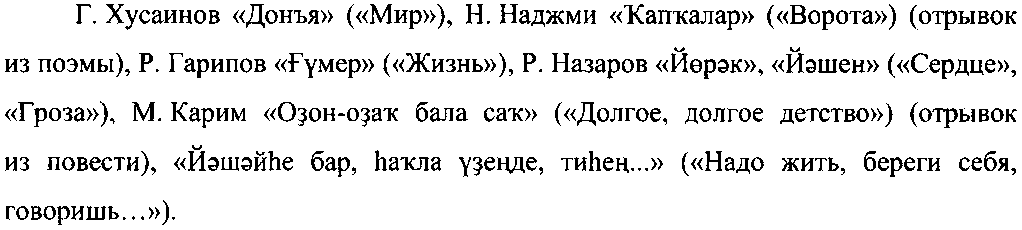 Г. Хусаинов «Донъя» («Мир»), Н. Наджми «Ҡапҡалар» («Ворота») (отрывок
из поэмы), Р. Гарипов «Ғүмер» («Жизнь»), Р. Назаров «Йөрәк», «Йәшен» («Сердце»,
«Гроза»), М. Карим «Оҙон-оҙаҡ бала саҡ» («Долгое, долгое детство») (отрывок
из повести), «Йәшәйһе бар, һаҡла үҙеңде, тиһең...» («Надо жить, береги себя,
говоришь…»).